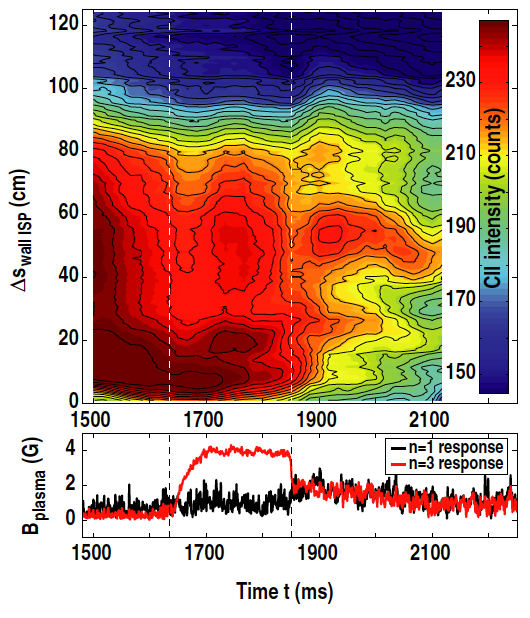 120
100
80
60
40
20
0
Δs wall ISP (cm)
1500 1700 1900 2100
230
210
190
170
150
CII Intensity (counts)
4
2
0
B plasma (G)
n=1 response
n=3 response
1500 1700 1900 2100
Time t (ms)